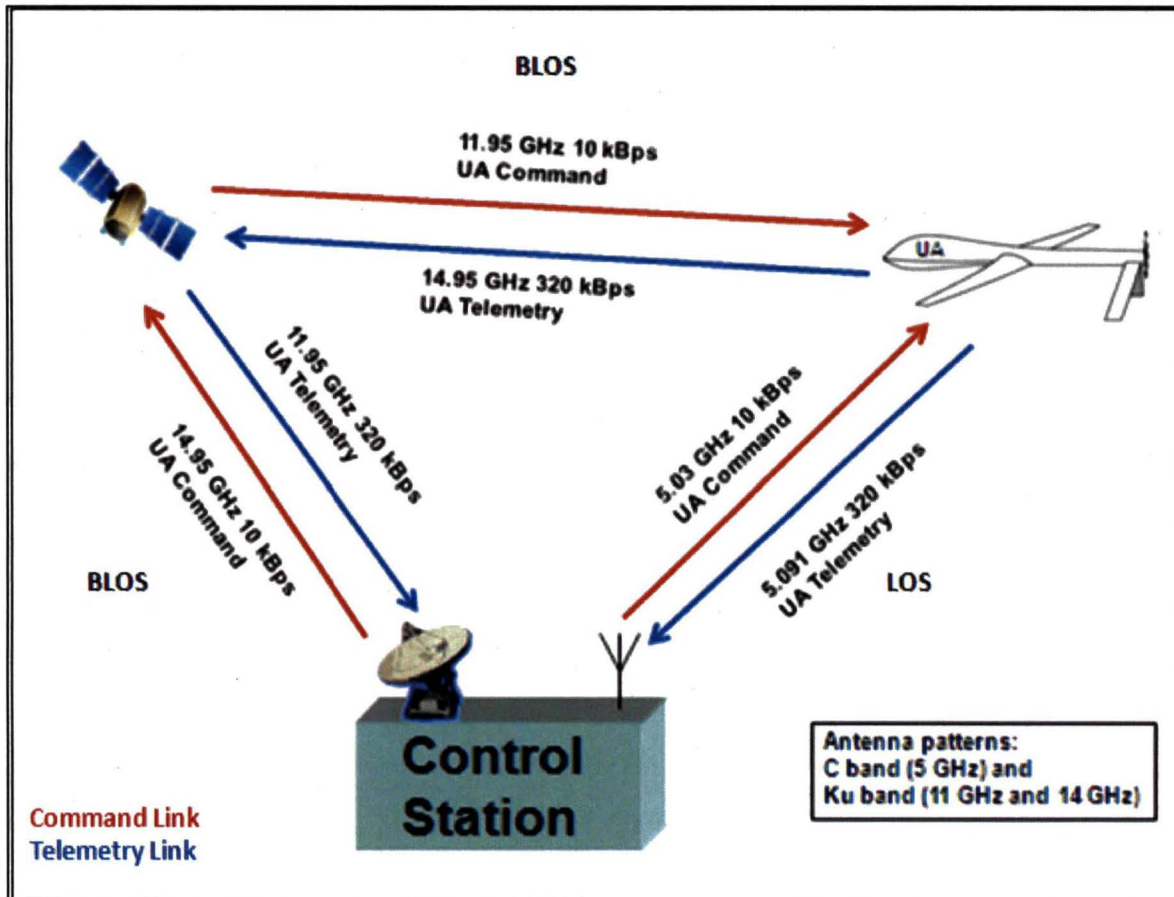 BLOS
11.95 GHz 10 kBps
UA Command
UA
14.95 GHz 320 kBps
UA Telemetry
11.95 GHz 320 kBps
UA Telemetry
14.95 GHz 10 kBps
UA Command
5.03 GHz 10 kBps
UA Command
5.091 GHz 320 kBps
UA Telemetry
BLOS
LOS
Control
Station
Antenna patterns:
C band (5 GHz) and
Ku band (11 GHz and 14 GHz)
Command Link
Telemetry Link